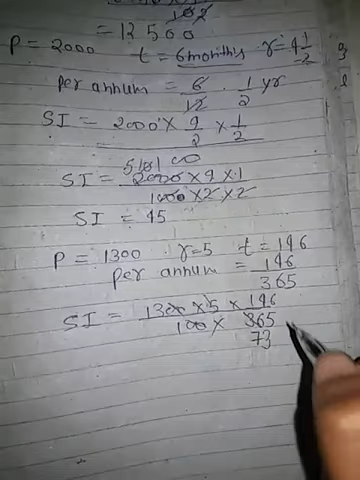 = 12500
P = 2000 t = 6 months r = 4 1/2
per annum = 6/12 . 1/2 yr
SI = 2000 × 9/2 × 1/2
SI = 2000 × 9 × 1
100 × 2 × 2
SI = 45
P = 1300 r = 5 t = 146
per annum = 146
365
SI = 1300 × 5 × 146
100 × 365
73